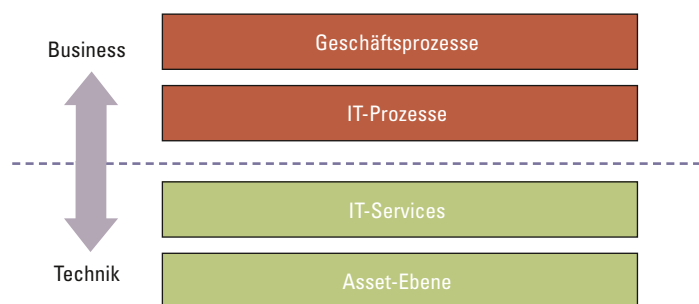 Business
Geschäftsprozesse
IT-Prozesse
IT-Services
Technik
Asset-Ebene